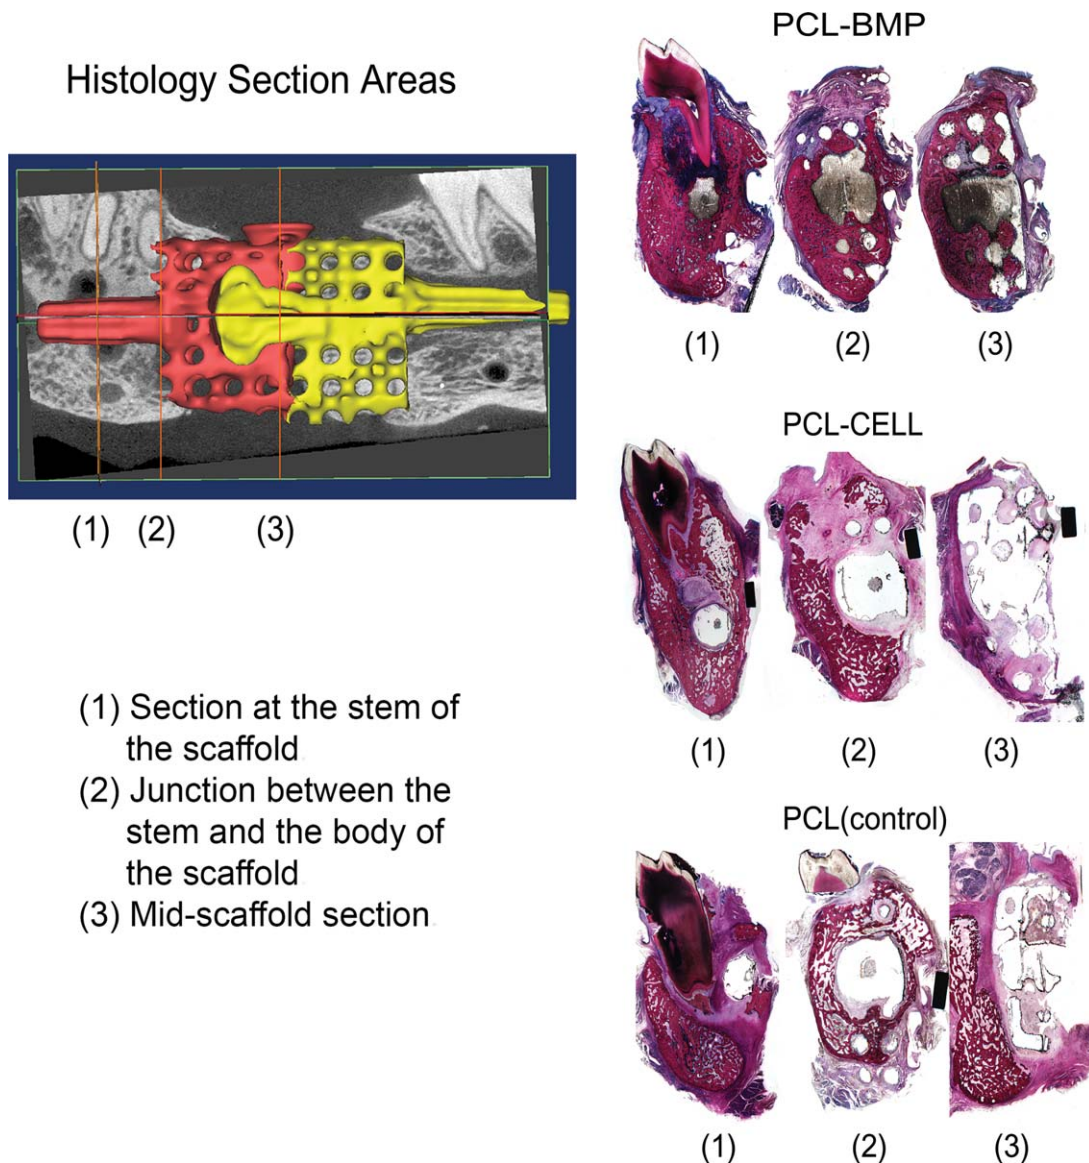 Histology Section Areas
(1) (2) (3)
(1) Section at the stem of
the scaffold
(2) Junction between the
stem and the body of
the scaffold
(3) Mid-scaffold section
PCL-BMP
(1) (2) (3)
PCL-CELL
(1) (2) (3)
PCL(control)
(1) (2) (3)